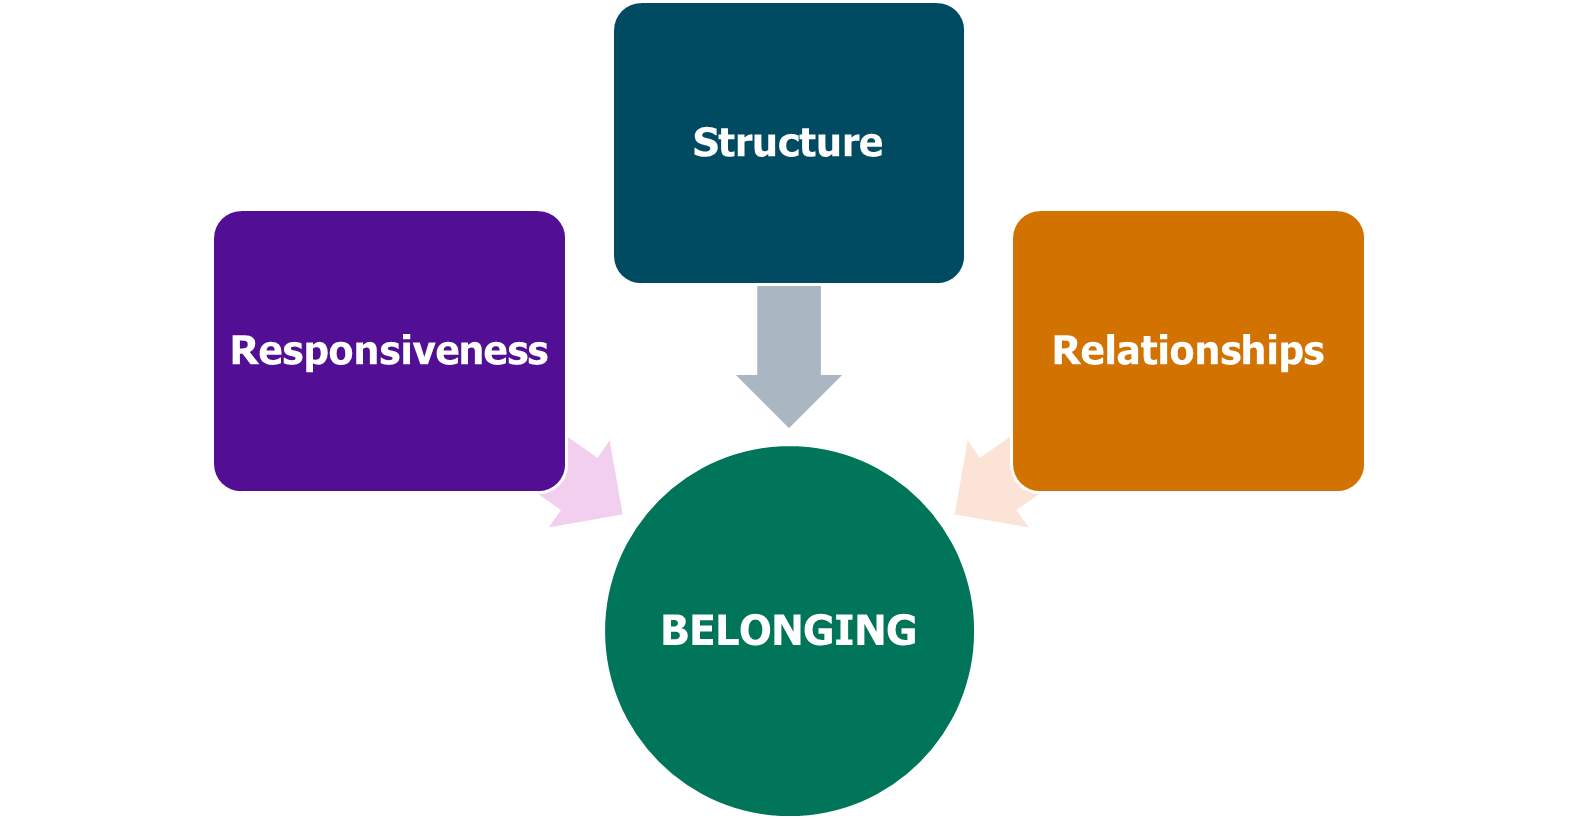 Structure
Responsiveness
Relationships
BELONGING